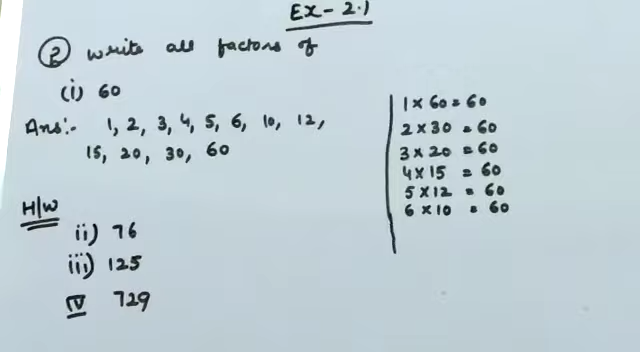 Ex - 2.1
② Write all factors of
(i) 60
Ans:- 1, 2, 3, 4, 5, 6, 10, 12,
15, 20, 30, 60
1 × 60 = 60
2 × 30 = 60
3 × 20 = 60
4 × 15 = 60
5 × 12 = 60
6 × 10 = 60
H/W
ii) 76
iii) 125
IV 729